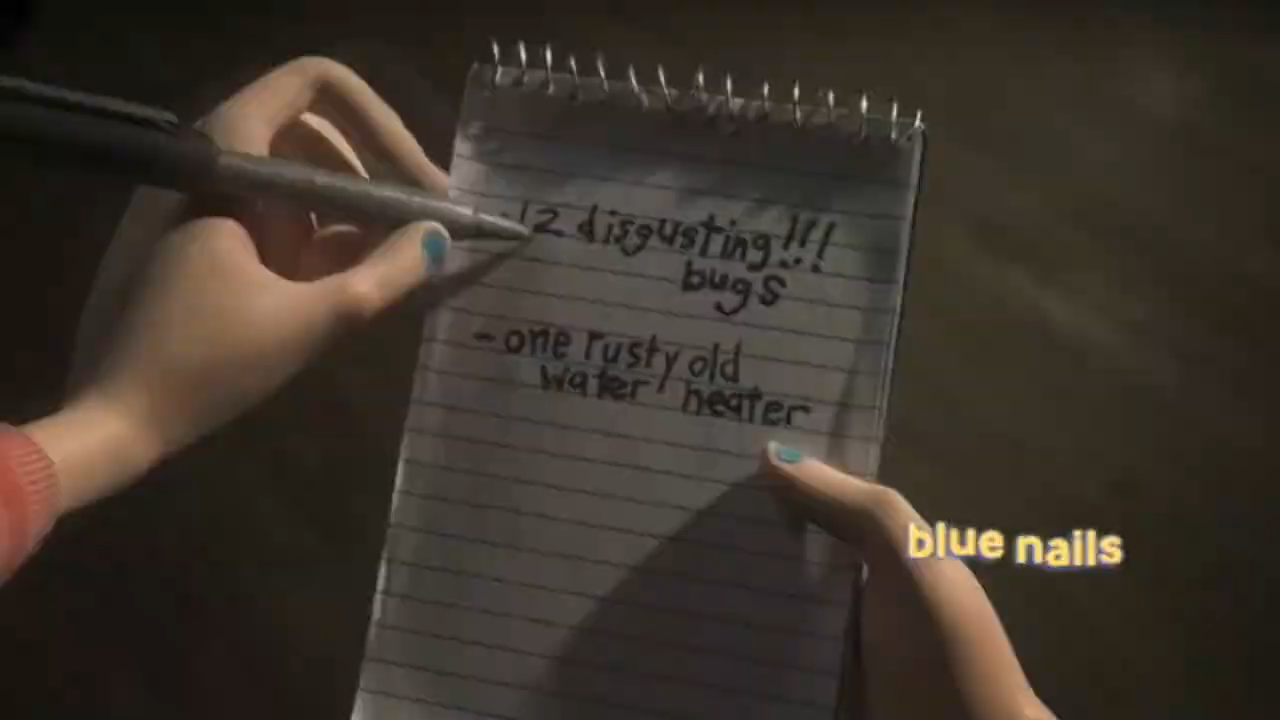 ·12 disgusting!!!
bugs
- one rusty old
water heater
blue nails